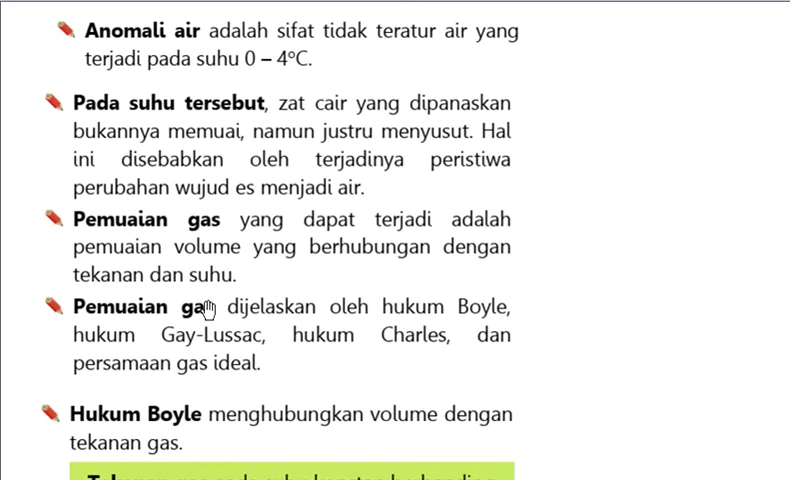 Anomali air adalah sifat tidak teratur air yang
terjadi pada suhu 0 – 4°C.
Pada suhu tersebut, zat cair yang dipanaskan
bukannya memuai, namun justru menyusut. Hal
ini disebabkan oleh terjadinya peristiwa
perubahan wujud es menjadi air.
Pemuaian gas yang dapat terjadi adalah
pemuaian volume yang berhubungan dengan
tekanan dan suhu.
Pemuaian gas dijelaskan oleh hukum Boyle,
hukum Gay-Lussac, hukum Charles, dan
persamaan gas ideal.
Hukum Boyle menghubungkan volume dengan
tekanan gas.